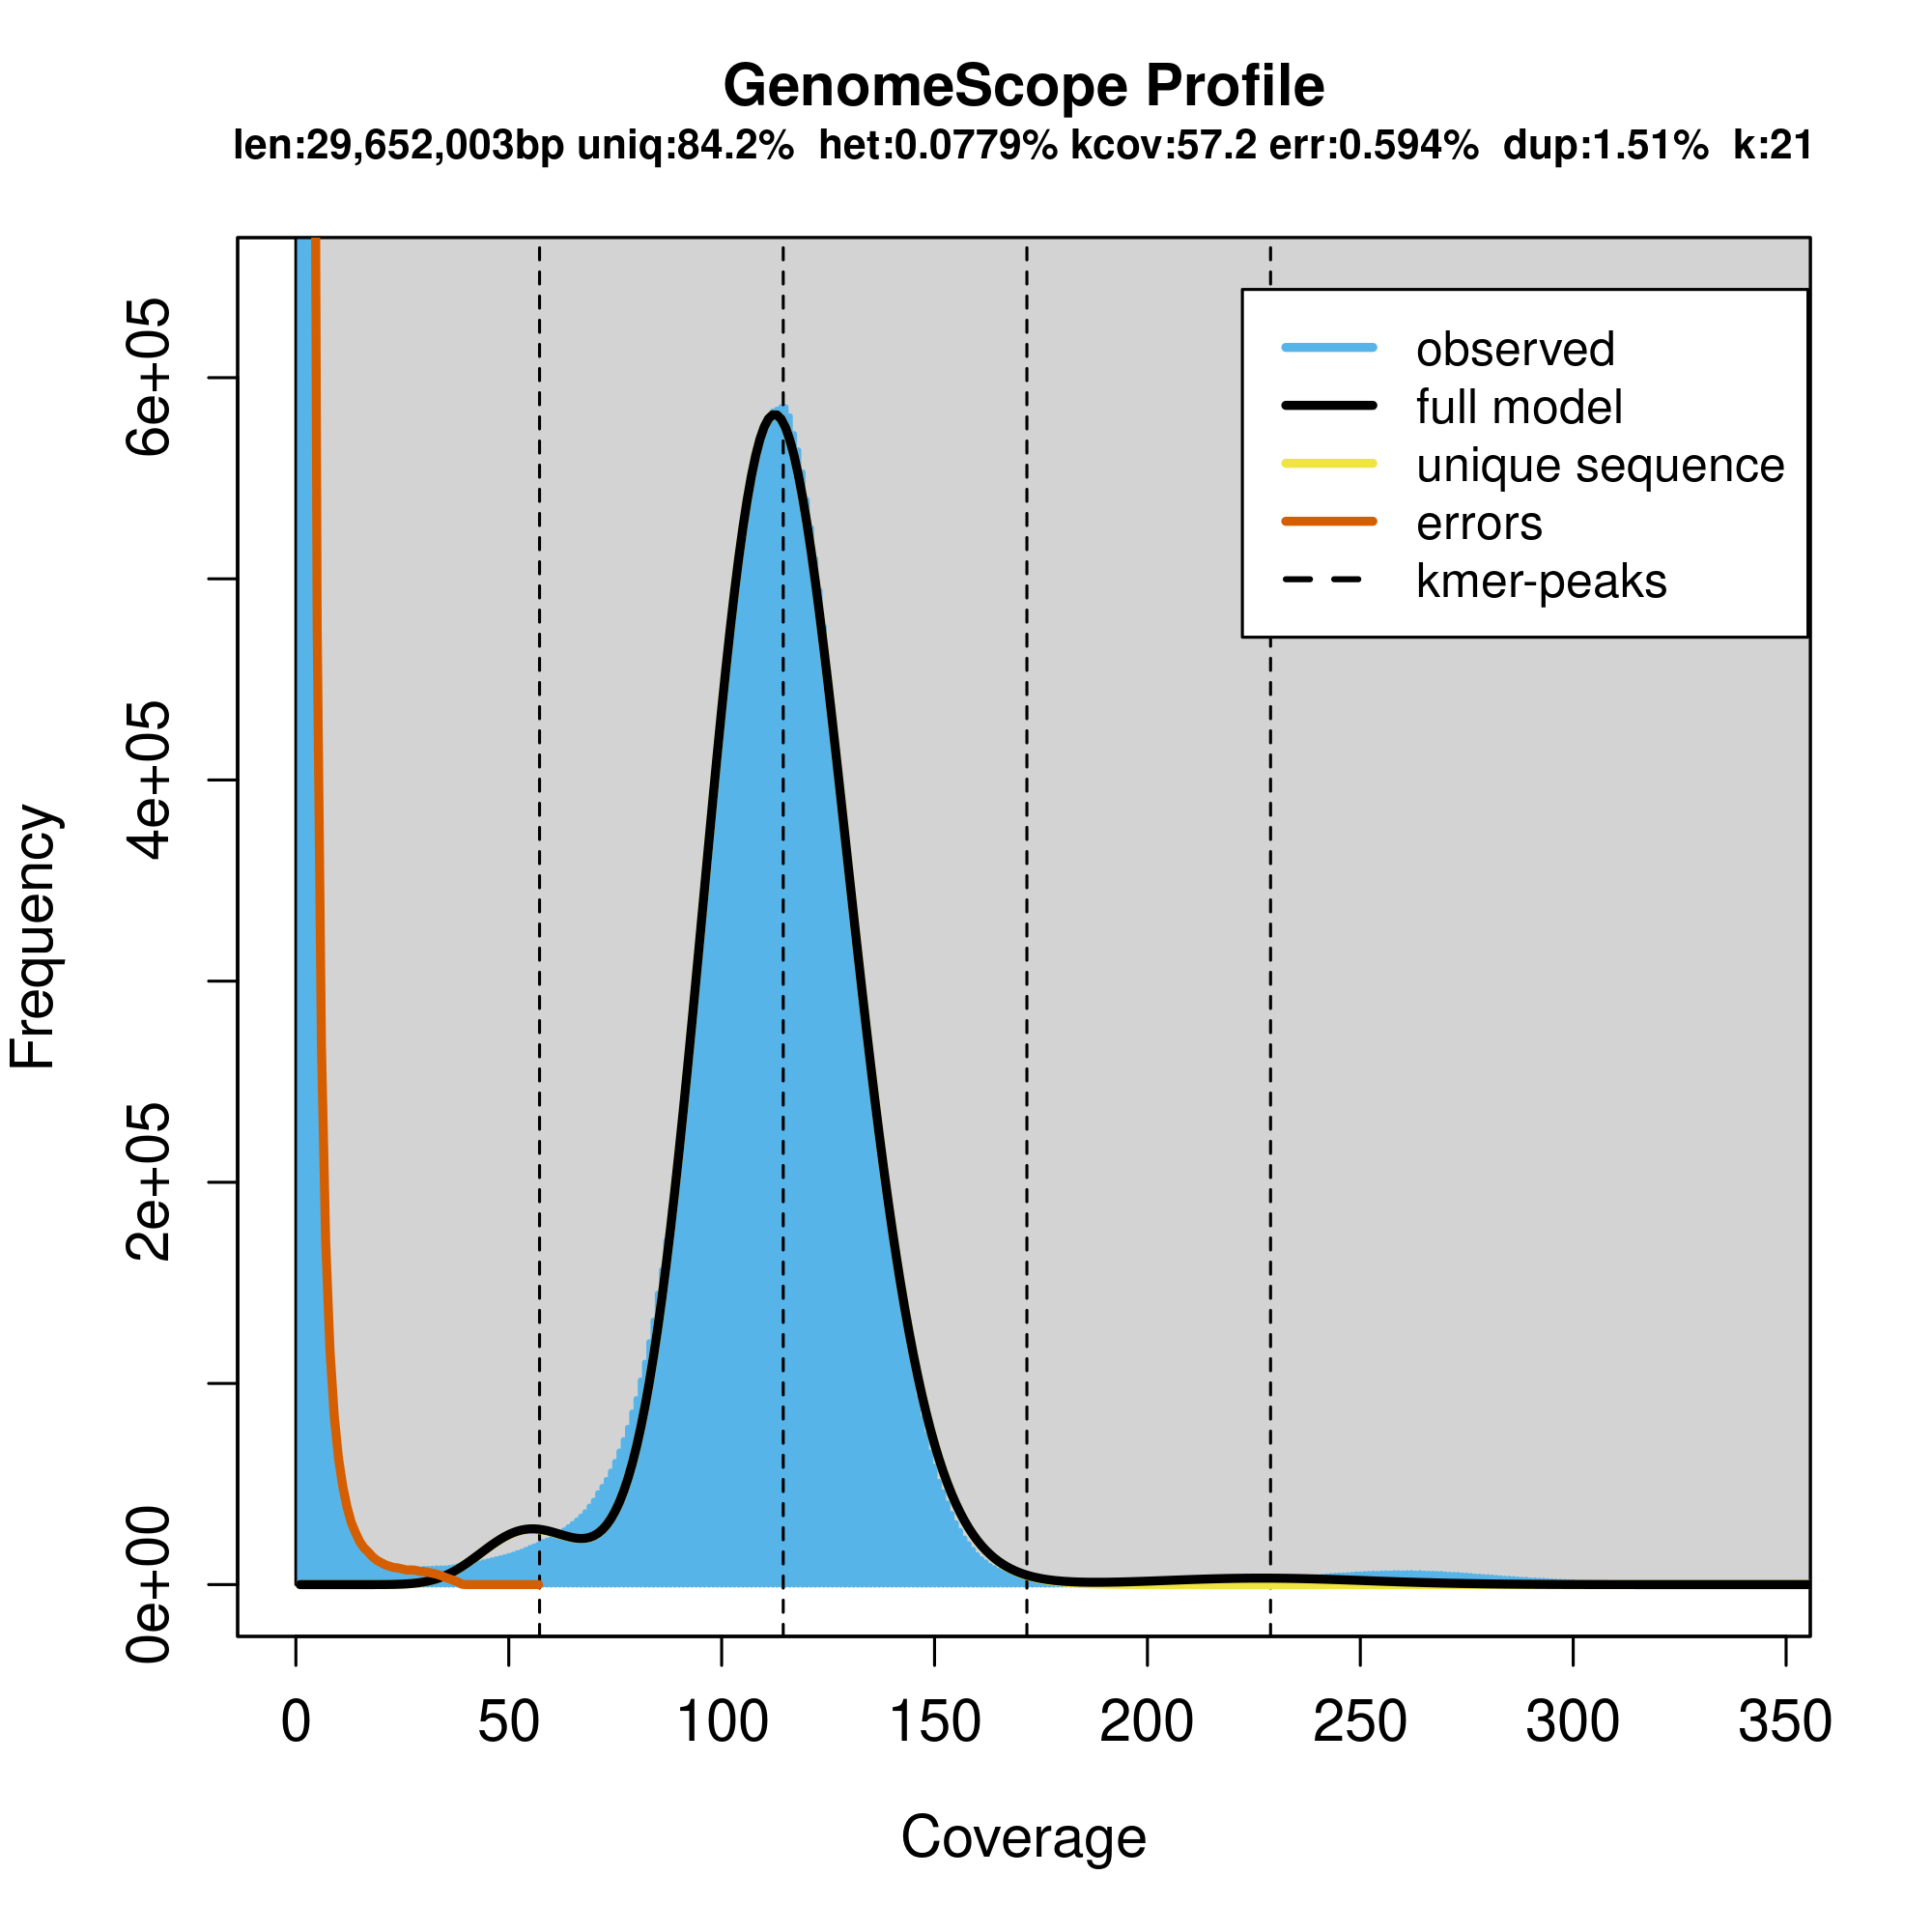 GenomeScope Profile
len:29,652,003bp uniq:84.2% het:0.0779% kcov:57.2 err:0.594% dup:1.51% k:21
observed
full model
unique sequence
errors
kmer-peaks
Frequency
6e+05
4e+05
2e+05
0e+00
0 50 100 150 200 250 300 350
Coverage